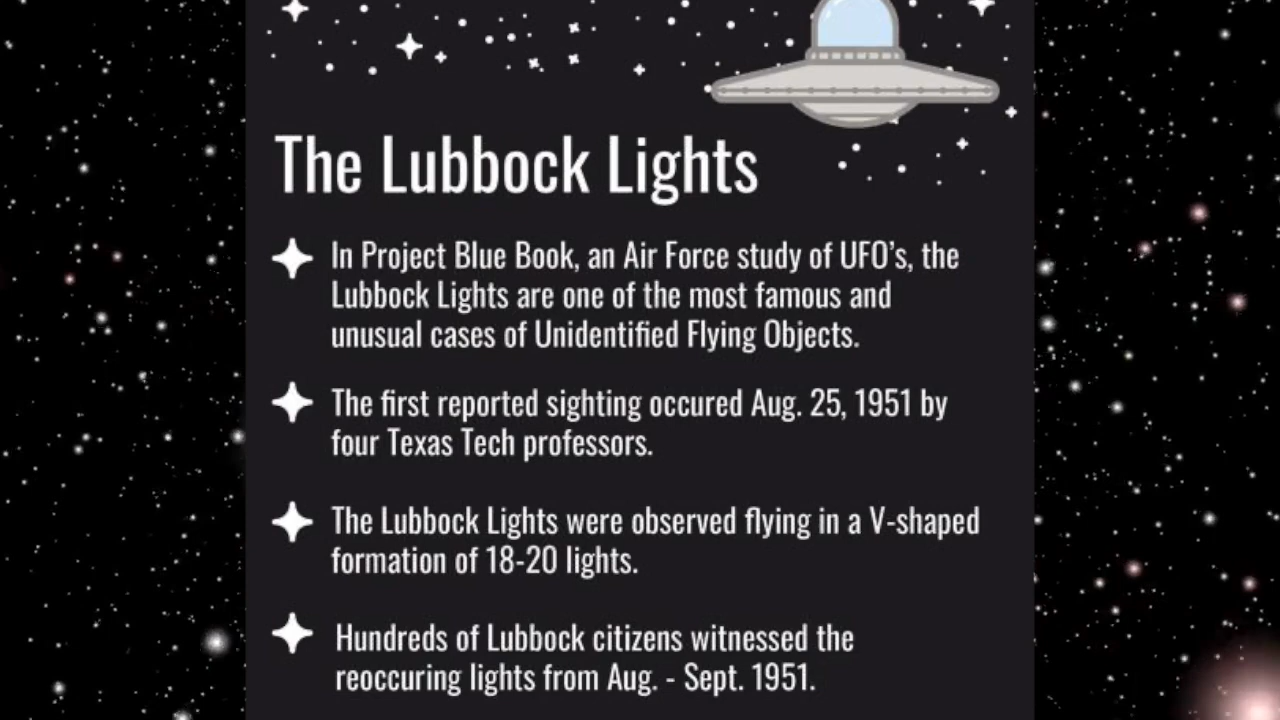 The Lubbock Lights
In Project Blue Book, an Air Force study of UFO's, the
Lubbock Lights are one of the most famous and
unusual cases of Unidentified Flying Objects.
The first reported sighting occured Aug. 25, 1951 by
four Texas Tech professors.
The Lubbock Lights were observed flying in a V-shaped
formation of 18-20 lights.
Hundreds of Lubbock citizens witnessed the
reoccuring lights from Aug. - Sept. 1951.